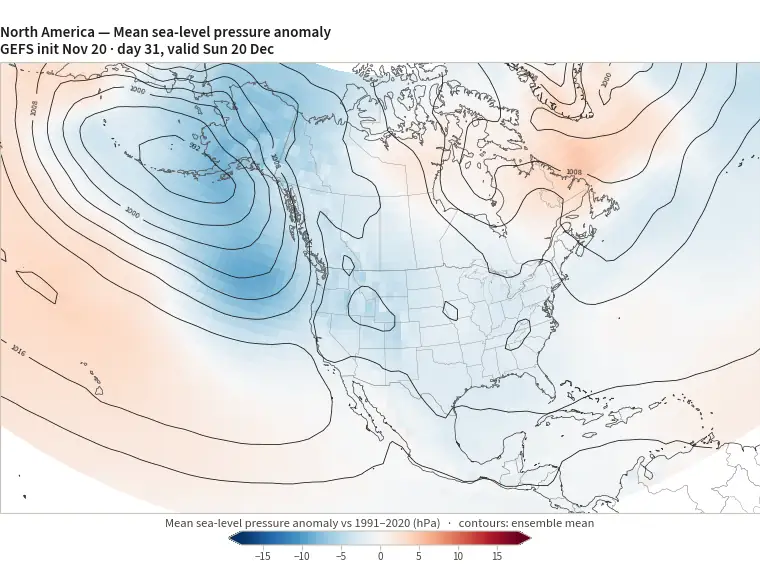 North America — Mean sea-level pressure anomaly
GEFS init Nov 20 · day 31, valid Sun 20 Dec
1008
1000
1000
992
1008
1008
1000
1016
Mean sea-level pressure anomaly vs 1991–2020 (hPa) · contours: ensemble mean
−15 −10 −5 0 5 10 15